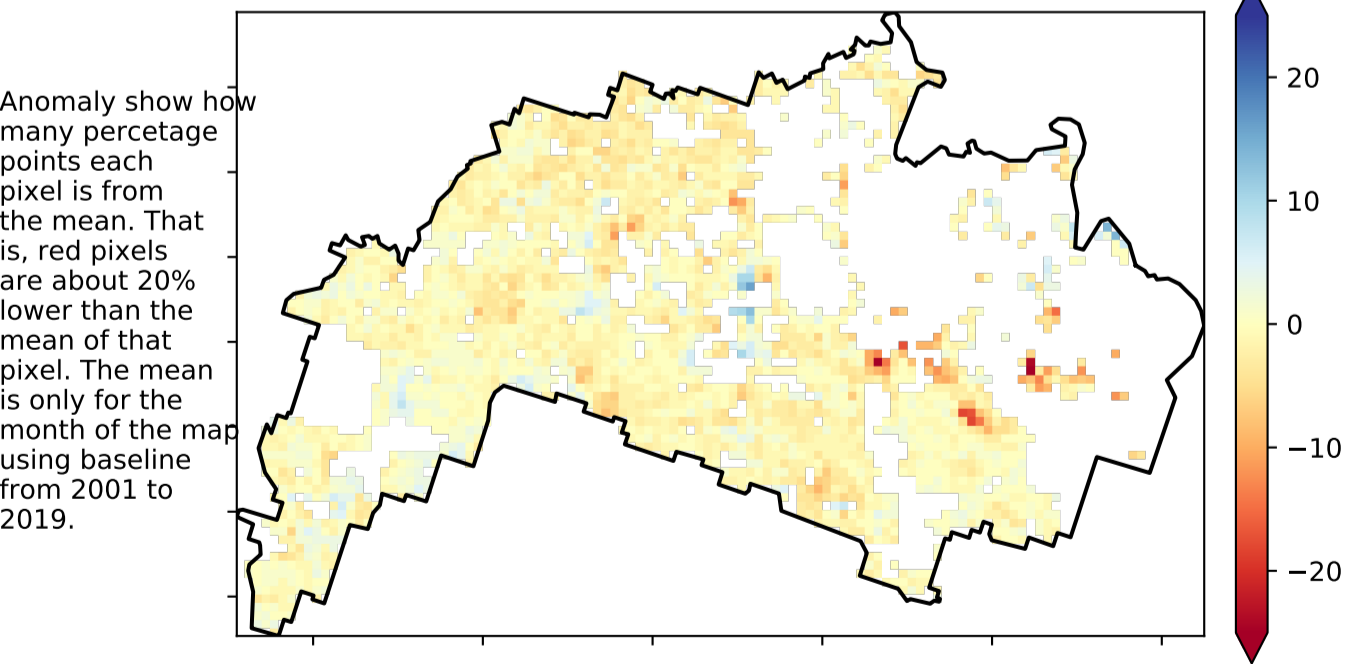 Anomaly show how
many percetage
points each
pixel is from
the mean. That
is, red pixels
are about 20%
lower than the
mean of that
pixel. The mean
is only for the
month of the map
using baseline
from 2001 to
2019.
20
10
0
−10
−20